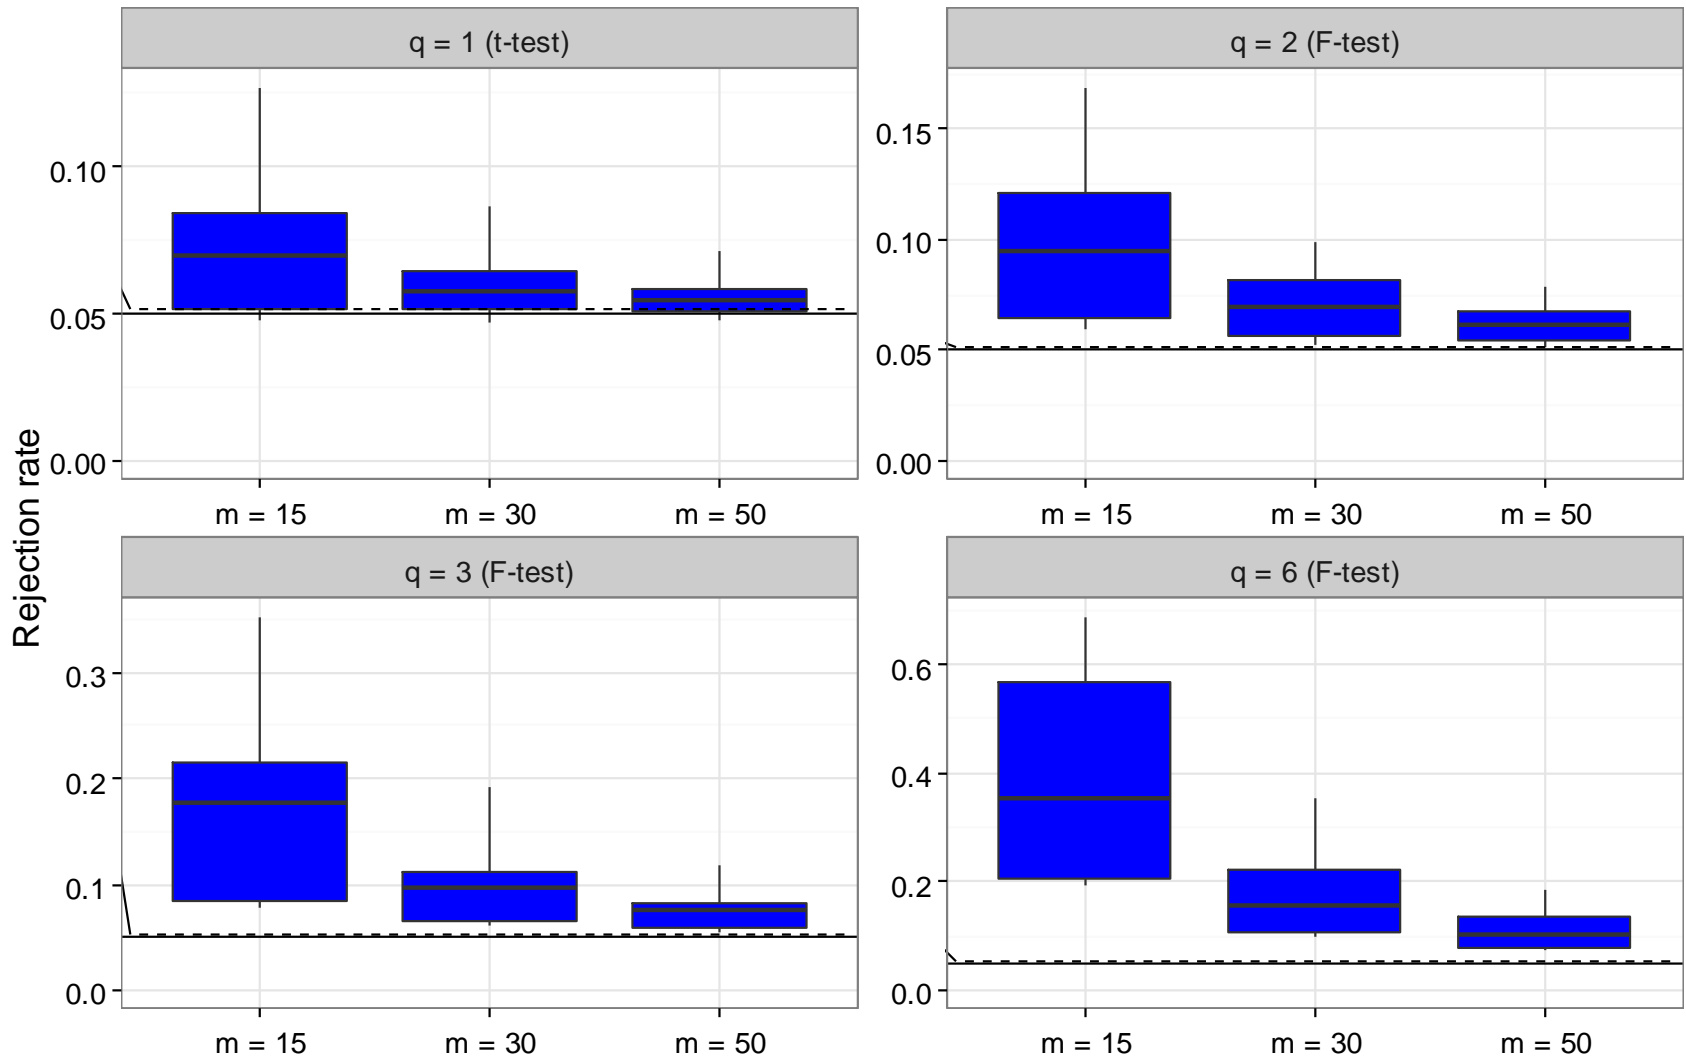 Rejection rate
q = 1 (t-test)
0.10
0.05
0.00
m = 15 m = 30 m = 50
q = 2 (F-test)
0.15
0.10
0.05
0.00
m = 15 m = 30 m = 50
q = 3 (F-test)
0.3
0.2
0.1
0.0
m = 15 m = 30 m = 50
q = 6 (F-test)
0.6
0.4
0.2
0.0
m = 15 m = 30 m = 50